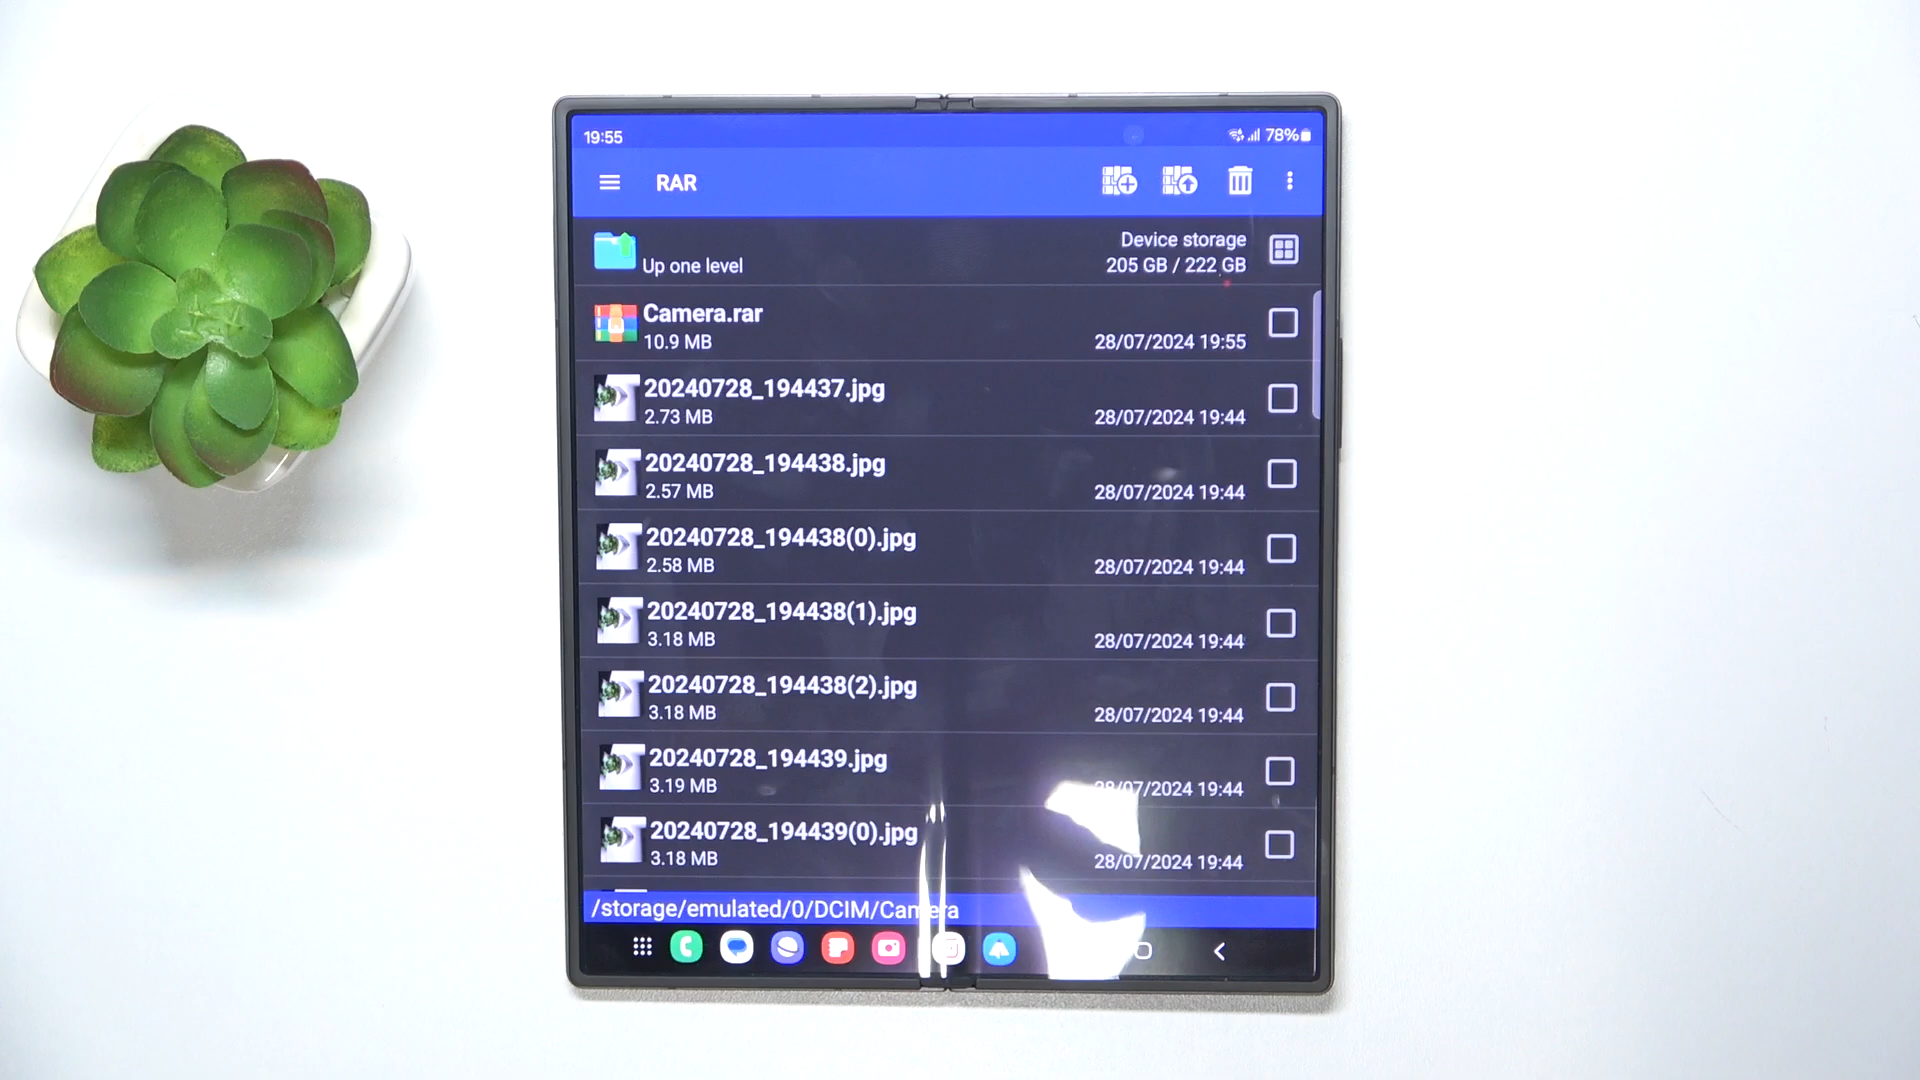 19:55
78%
RAR
Up one level
Device storage
205 GB / 222 GB
Camera.rar
10.9 MB
28/07/2024 19:55
20240728_194437.jpg
2.73 MB
28/07/2024 19:44
20240728_194438.jpg
2.57 MB
28/07/2024 19:44
20240728_194438(0).jpg
2.58 MB
28/07/2024 19:44
20240728_194438(1).jpg
3.18 MB
28/07/2024 19:44
20240728_194438(2).jpg
3.18 MB
28/07/2024 19:44
20240728_194439.jpg
3.19 MB
28/07/2024 19:44
20240728_194439(0).jpg
3.18 MB
28/07/2024 19:44
/storage/emulated/0/DCIM/Camera